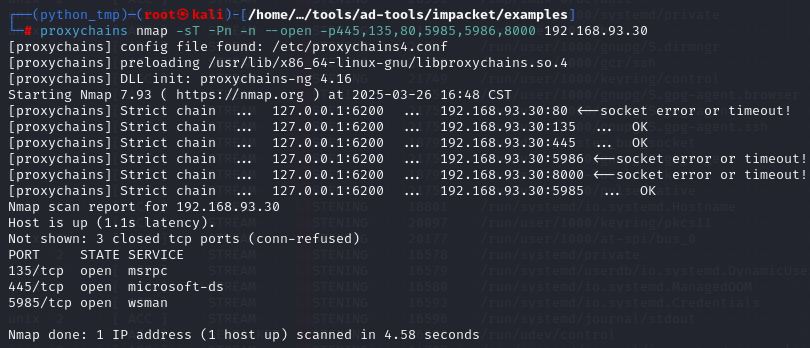 ┌──(python_tmp)─(root㉿kali)-[/home/…/tools/ad-tools/impacket/examples]
└─# proxychains nmap -sT -Pn -n --open -p445,135,80,5985,5986,8000 192.168.93.30
[proxychains] config file found: /etc/proxychains4.conf
[proxychains] preloading /usr/lib/x86_64-linux-gnu/libproxychains.so.4
[proxychains] DLL init: proxychains-ng 4.16
Starting Nmap 7.93 ( https://nmap.org ) at 2025-03-26 16:48 CST
[proxychains] Strict chain  ...  127.0.0.1:6200  ...  192.168.93.30:80 <--socket error or timeout!
[proxychains] Strict chain  ...  127.0.0.1:6200  ...  192.168.93.30:135  ...  OK
[proxychains] Strict chain  ...  127.0.0.1:6200  ...  192.168.93.30:445  ...  OK
[proxychains] Strict chain  ...  127.0.0.1:6200  ...  192.168.93.30:5986 <--socket error or timeout!
[proxychains] Strict chain  ...  127.0.0.1:6200  ...  192.168.93.30:8000 <--socket error or timeout!
[proxychains] Strict chain  ...  127.0.0.1:6200  ...  192.168.93.30:5985  ...  OK
Nmap scan report for 192.168.93.30
Host is up (1.1s latency).
Not shown: 3 closed tcp ports (conn-refused)
PORT     STATE SERVICE
135/tcp  open  msrpc
445/tcp  open  microsoft-ds
5985/tcp open  wsman
Nmap done: 1 IP address (1 host up) scanned in 4.58 seconds